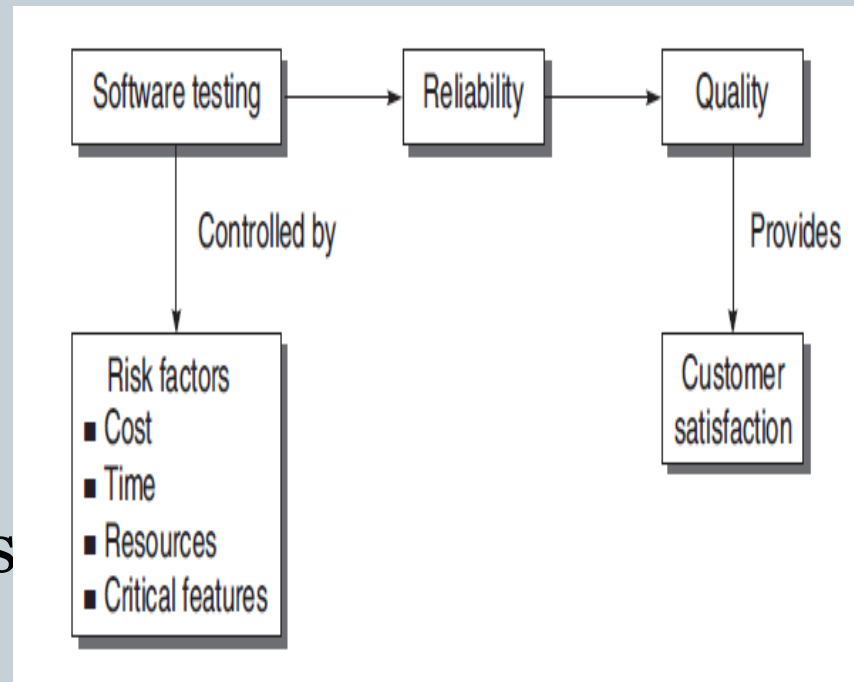 Software testing
Reliability
Quality
Controlled by
Provides
Risk factors
■ Cost
■ Time
■ Resources
■ Critical features
Customer
satisfaction
s